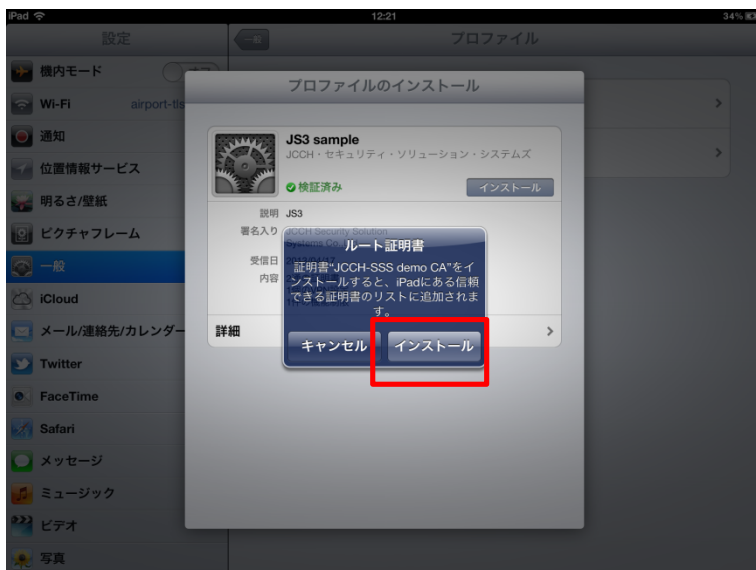 iPad
12:21
34%
設定
一般
プロファイル
機内モード
Wi-Fi
airport-tls
通知
位置情報サービス
明るさ/壁紙
ピクチャフレーム
一般
iCloud
メール/連絡先/カレンダー
Twitter
FaceTime
Safari
メッセージ
ミュージック
ビデオ
写真
プロファイルのインストール
JS3 sample
JCCH・セキュリティ・ソリューション・システムズ
検証済み
インストール
説明 JS3
署名入り JCCH Security Solution
Systems Co
受信日
内容
詳細
ルート証明書
証明書“JCCH-SSS demo CA”をイ
ンストールすると、iPadにある信頼
できる証明書のリストに追加されま
す。
キャンセル
インストール